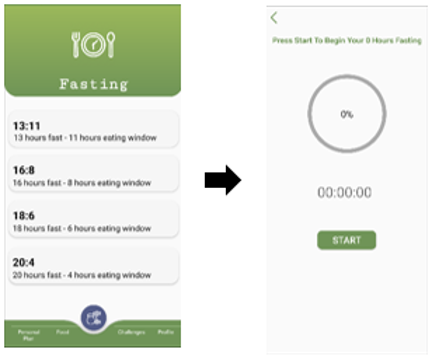 Fasting
13:11
13 hours fast - 11 hours eating window
16:8
16 hours fast - 8 hours eating window
18:6
18 hours fast - 6 hours eating window
20:4
20 hours fast - 4 hours eating window
Personal
Plan
Food
Challenges
Profile
Press Start To Begin Your 0 Hours Fasting
0%
00:00:00
START